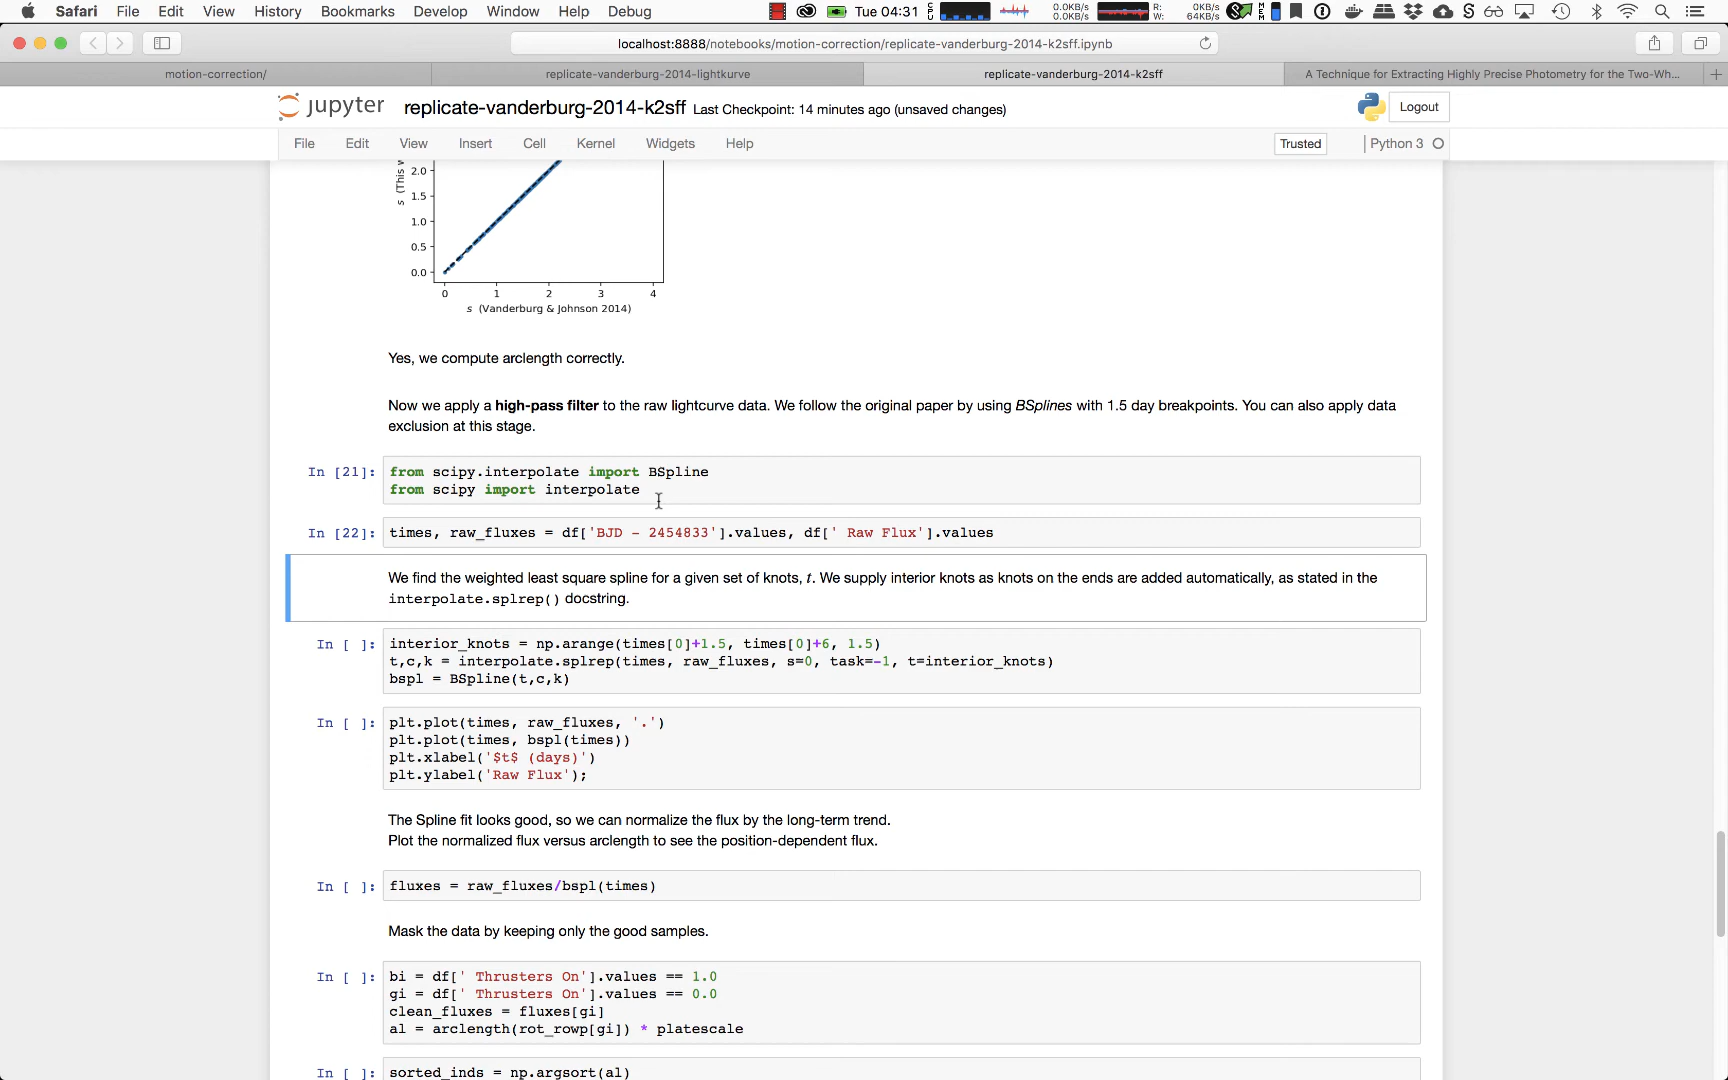 Safari File Edit View History Bookmarks Develop Window Help Debug Tue 04:31 0.0KB/s 0.0KB/s R: W: 0KB/s 64KB/s
localhost:8888/notebooks/motion-correction/replicate-vanderburg-2014-k2sff.ipynb
motion-correction/ replicate-vanderburg-2014-lightkurve replicate-vanderburg-2014-k2sff A Technique for Extracting Highly Precise Photometry for the Two-Wh...
jupyter replicate-vanderburg-2014-k2sff Last Checkpoint: 14 minutes ago (unsaved changes) Logout
File Edit View Insert Cell Kernel Widgets Help Trusted Python 3
s (This w
2.0
1.5
1.0
0.5
0.0
0 1 2 3 4
s (Vanderburg & Johnson 2014)
Yes, we compute arclength correctly.
Now we apply a high-pass filter to the raw lightcurve data. We follow the original paper by using BSplines with 1.5 day breakpoints. You can also apply data
exclusion at this stage.
In [21]: from scipy.interpolate import BSpline
from scipy import interpolate
In [22]: times, raw_fluxes = df['BJD - 2454833'].values, df[' Raw Flux'].values
We find the weighted least square spline for a given set of knots, t. We supply interior knots as knots on the ends are added automatically, as stated in the
interpolate.splrep() docstring.
In [ ]: interior_knots = np.arange(times[0]+1.5, times[0]+6, 1.5)
t,c,k = interpolate.splrep(times, raw_fluxes, s=0, task=-1, t=interior_knots)
bspl = BSpline(t,c,k)
In [ ]: plt.plot(times, raw_fluxes, '.')
plt.plot(times, bspl(times))
plt.xlabel('$t$ (days)')
plt.ylabel('Raw Flux');
The Spline fit looks good, so we can normalize the flux by the long-term trend.
Plot the normalized flux versus arclength to see the position-dependent flux.
In [ ]: fluxes = raw_fluxes/bspl(times)
Mask the data by keeping only the good samples.
In [ ]: bi = df[' Thrusters On'].values == 1.0
gi = df[' Thrusters On'].values == 0.0
clean_fluxes = fluxes[gi]
al = arclength(rot_rowp[gi]) * platescale
In [ ]: sorted_inds = np.argsort(al)